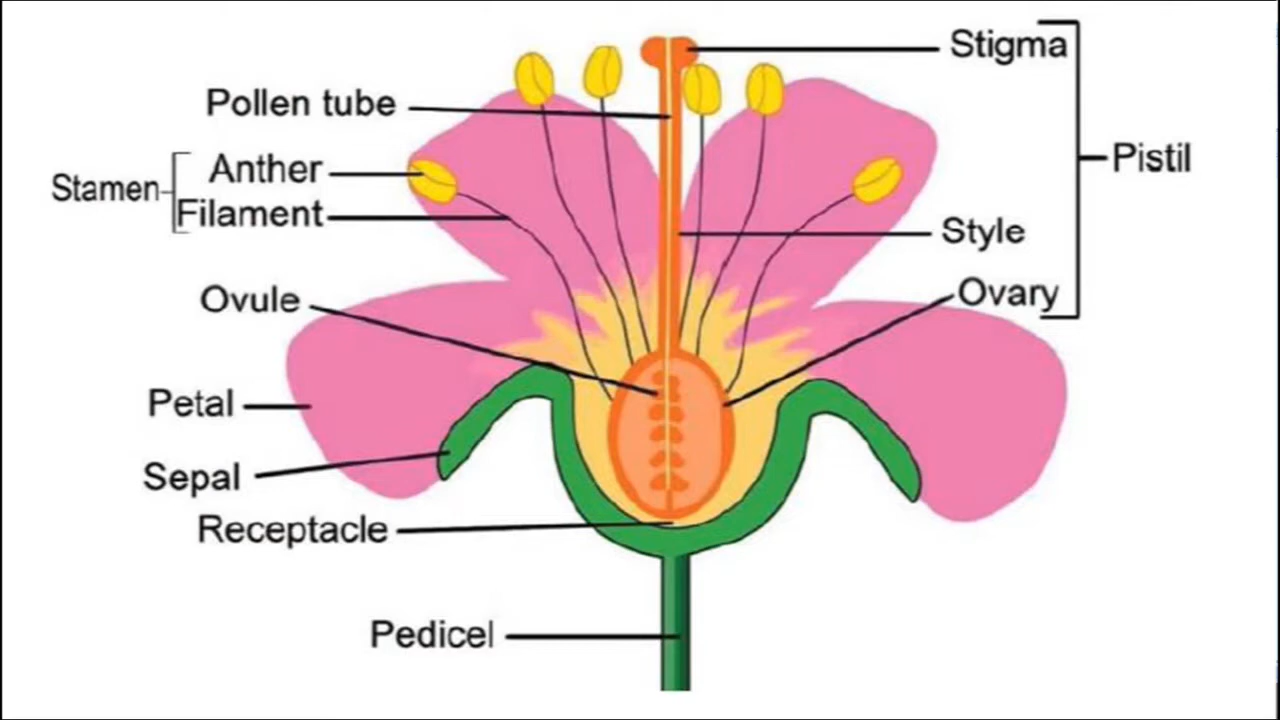 Stigma
Pollen tube
Pistil
Anther
Stamen
Filament
Style
Ovule
Ovary
Petal
Sepal
Receptacle
Pedicel